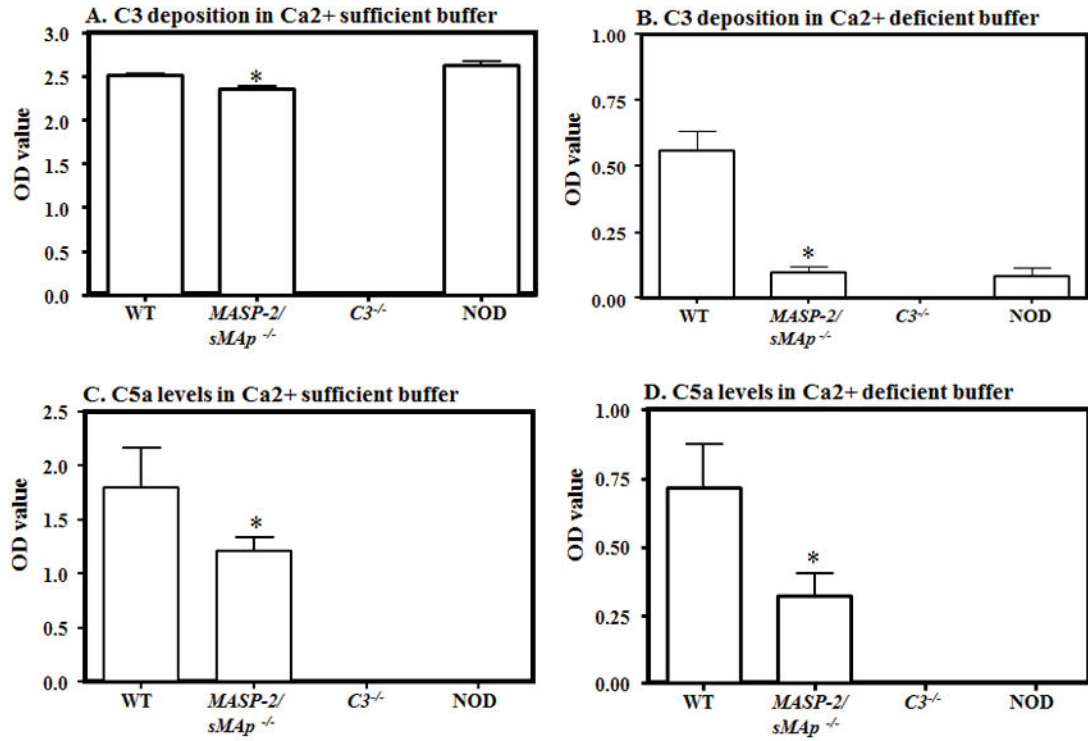 A. C3 deposition in Ca2+ sufficient buffer
3.0
2.5
2.0
1.5
1.0
0.5
0.0
OD value
*
WT
MASP-2/
sMAp -/-
C3-/-
NOD
B. C3 deposition in Ca2+ deficient buffer
1.00
0.75
0.50
0.25
0.00
OD value
*
WT
MASP-2/
sMAp -/-
C3-/-
NOD
C. C5a levels in Ca2+ sufficient buffer
2.5
2.0
1.5
1.0
0.5
0.0
OD value
*
WT
MASP-2/
sMAp -/-
C3-/-
NOD
D. C5a levels in Ca2+ deficient buffer
1.00
0.75
0.50
0.25
0.00
OD value
*
WT
MASP-2/
sMAp -/-
C3-/-
NOD